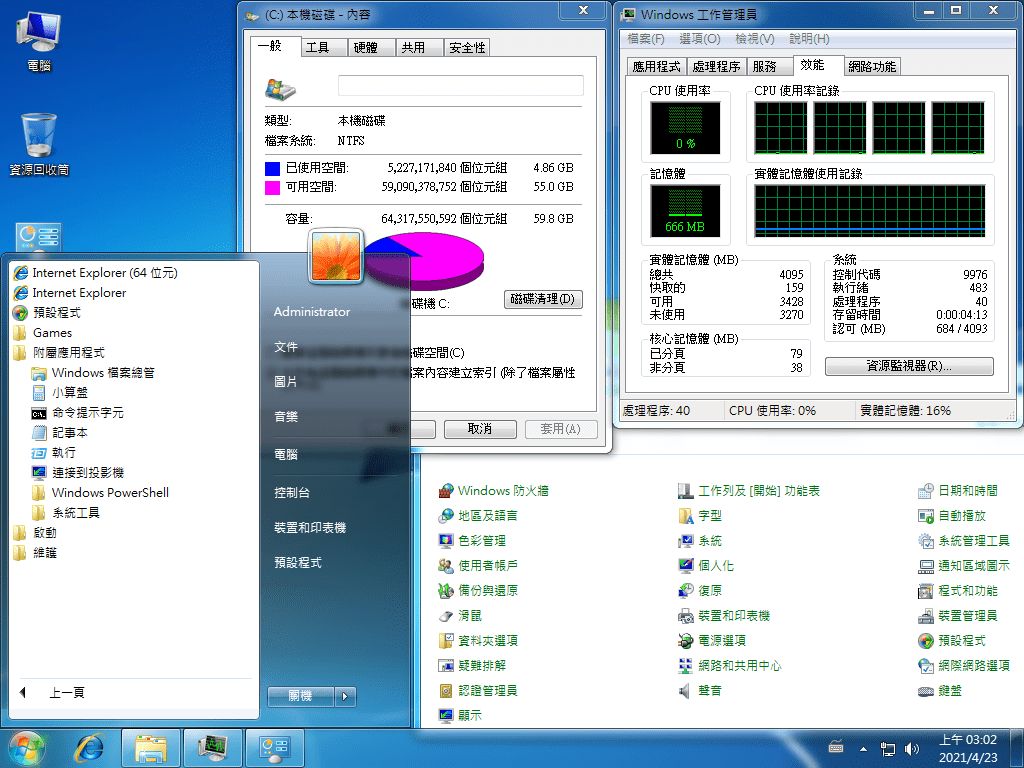 電腦
資源回收筒
(C:) 本機磁碟 - 內容
一般
工具
硬體
共用
安全性
類型: 本機磁碟
檔案系統: NTFS
已使用空間: 5,227,171,840 個位元組 4.86 GB
可用空間: 59,090,378,752 個位元組 55.0 GB
容量: 64,317,550,592 個位元組 59.8 GB
碟機 C:
磁碟清理(D)
碟空間(C)
案內容建立索引 (除了檔案屬性
取消
套用(A)
Windows 工作管理員
檔案(F) 選項(O) 檢視(V) 說明(H)
應用程式
處理程序
服務
效能
網路功能
CPU 使用率
CPU 使用率記錄
0 %
記憶體
實體記憶體使用記錄
666 MB
實體記憶體 (MB)
總共 4095
快取的 159
可用 3428
未使用 3270
系統
控制代碼 9976
執行緒 483
處理程序 40
存留時間 0:00:04:13
認可 (MB) 684 / 4093
核心記憶體 (MB)
已分頁 79
非分頁 38
資源監視器(R)...
處理程序: 40 CPU 使用率: 0% 實體記憶體: 16%
Internet Explorer (64 位元)
Internet Explorer
預設程式
Games
附屬應用程式
Windows 檔案總管
小算盤
命令提示字元
記事本
執行
連接到投影機
Windows PowerShell
系統工具
啟動
維護
上一頁
Administrator
文件
圖片
音樂
電腦
控制台
裝置和印表機
預設程式
關機
Windows 防火牆
地區及語言
色彩管理
使用者帳戶
備份與還原
滑鼠
資料夾選項
疑難排解
認證管理員
顯示
工作列及 [開始] 功能表
字型
系統
個人化
復原
裝置和印表機
電源選項
網路和共用中心
聲音
日期和時間
自動播放
系統管理工具
通知區域圖示
程式和功能
裝置管理員
預設程式
網際網路選項
鍵盤
上午 03:02
2021/4/23